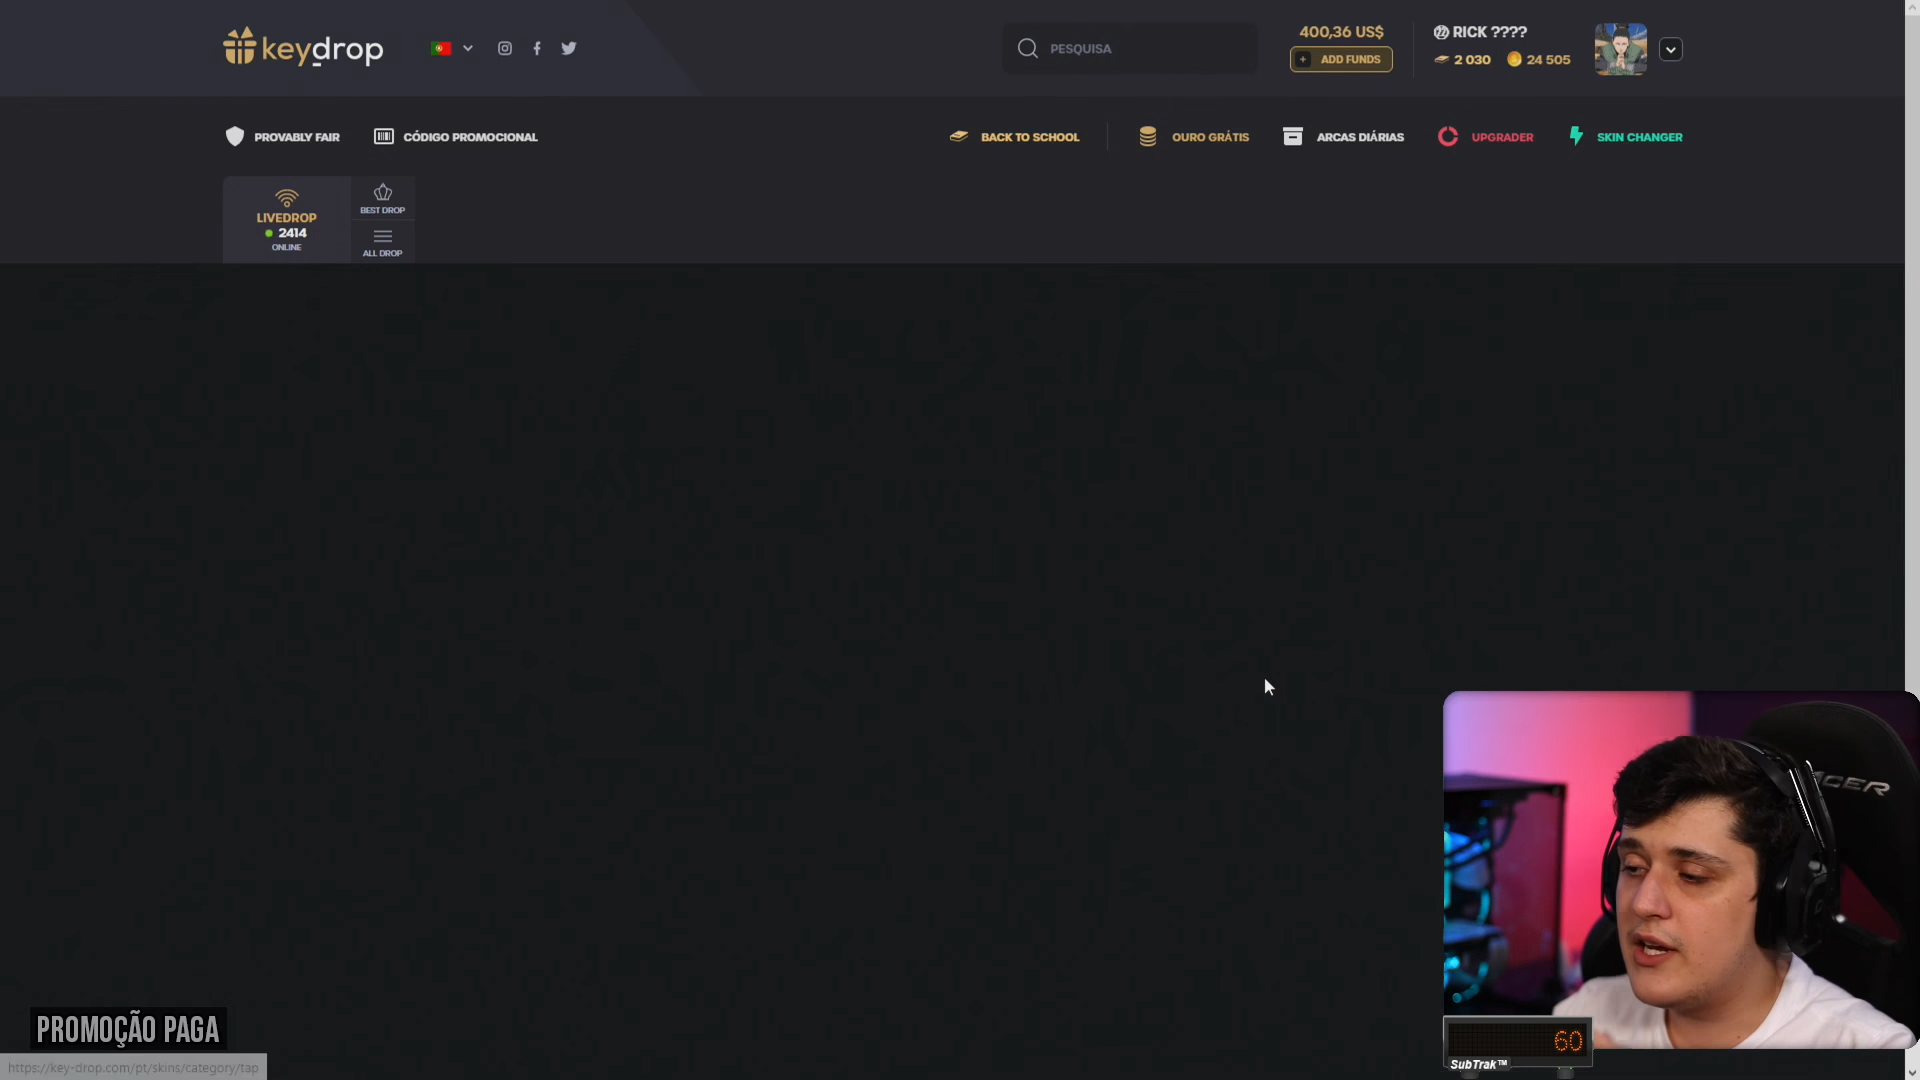 keydrop
PESQUISA
400,36 US$
+ ADD FUNDS
22 RICK ????
2 030
24 505
PROVABLY FAIR
CÓDIGO PROMOCIONAL
BACK TO SCHOOL
OURO GRÁTIS
ARCAS DIÁRIAS
UPGRADER
SKIN CHANGER
LIVEDROP
2414
ONLINE
BEST DROP
ALL DROP
PROMOÇÃO PAGA
https://key-drop.com/pt/skins/category/tap
60
SubTrak™